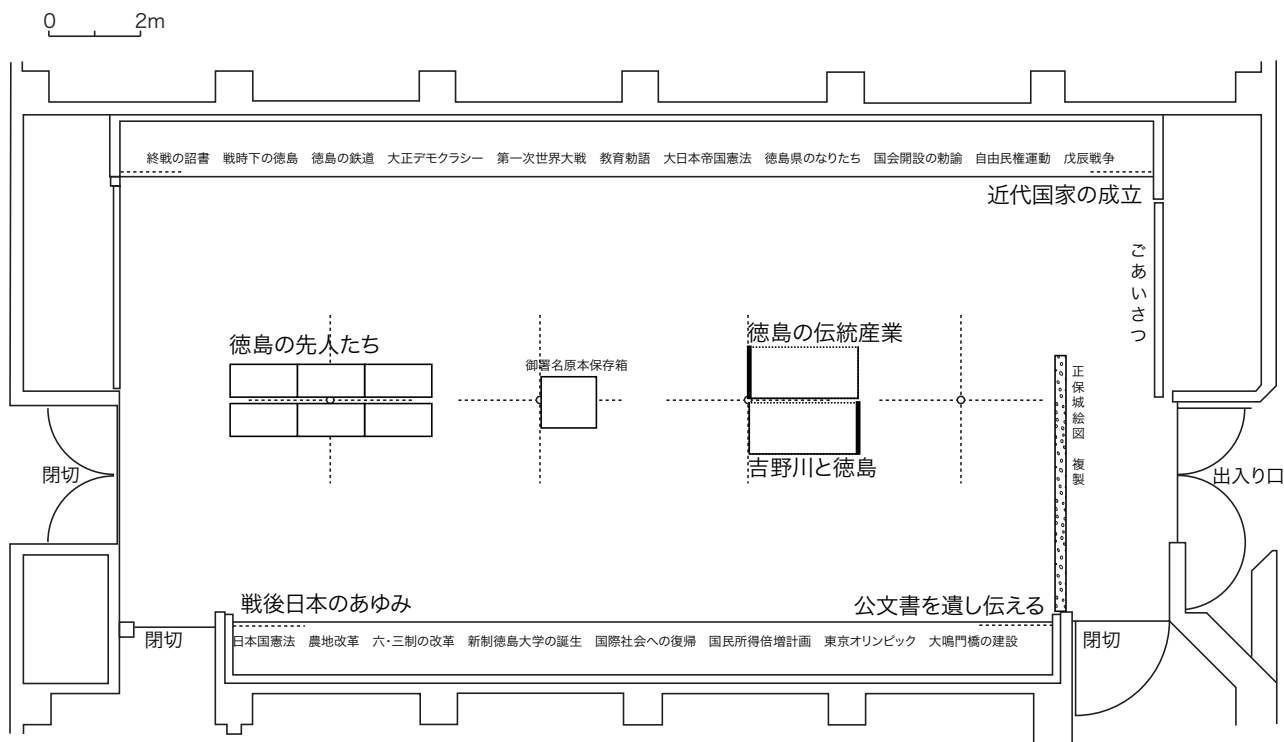 0 2m
終戦の詔書 戦時下の徳島 徳島の鉄道 大正デモクラシー 第一次世界大戦 教育勅語 大日本帝国憲法 徳島県のなりたち 国会開設の勅諭 自由民権運動 戊辰戦争
近代国家の成立
ごあいさつ
徳島の先人たち
御署名原本保存箱
徳島の伝統産業
吉野川と徳島
正保城絵図 複製
閉切
出入り口
戦後日本のあゆみ
公文書を遺し伝える
閉切
日本国憲法 農地改革 六・三制の改革 新制徳島大学の誕生 国際社会への復帰 国民所得倍増計画 東京オリンピック 大鳴門橋の建設
閉切